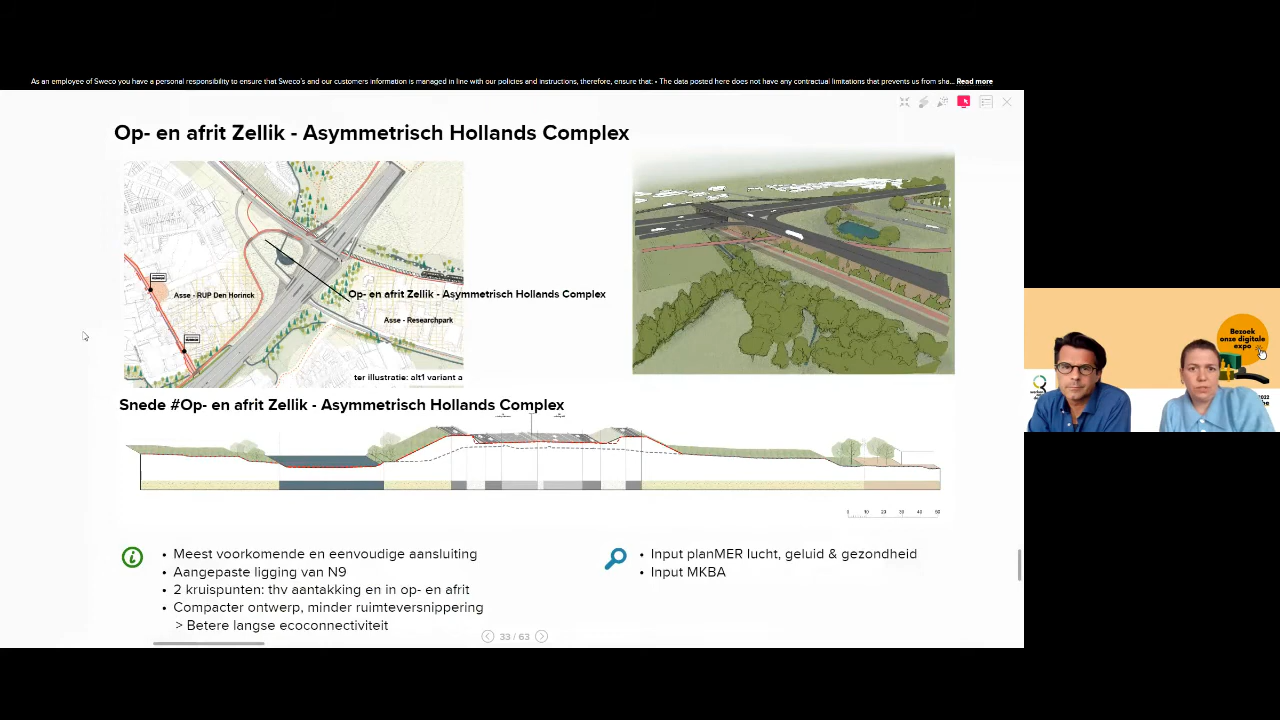 As an employee of Sweco you have a personal responsibility to ensure that Sweco's and our customers information is managed in line with our policies and instructions, therefore, ensure that: • The data posted here does not have any contractual limitations that prevents us from sha... Read more
Op- en afrit Zellik - Asymmetrisch Hollands Complex
Asse - RUP Den Horinck
Op- en afrit Zellik - Asymmetrisch Hollands Complex
Asse - Researchpark
ter illustratie: alt1 variant a
Snede #Op- en afrit Zellik - Asymmetrisch Hollands Complex
0 10 20 30 40 50
• Meest voorkomende en eenvoudige aansluiting
• Aangepaste ligging van N9
• 2 kruispunten: thv aantakking en in op- en afrit
• Compacter ontwerp, minder ruimteversnippering
> Betere langse ecoconnectiviteit
• Input planMER lucht, geluid & gezondheid
• Input MKBA
33 / 63
Bezoek
onze digitale
expo